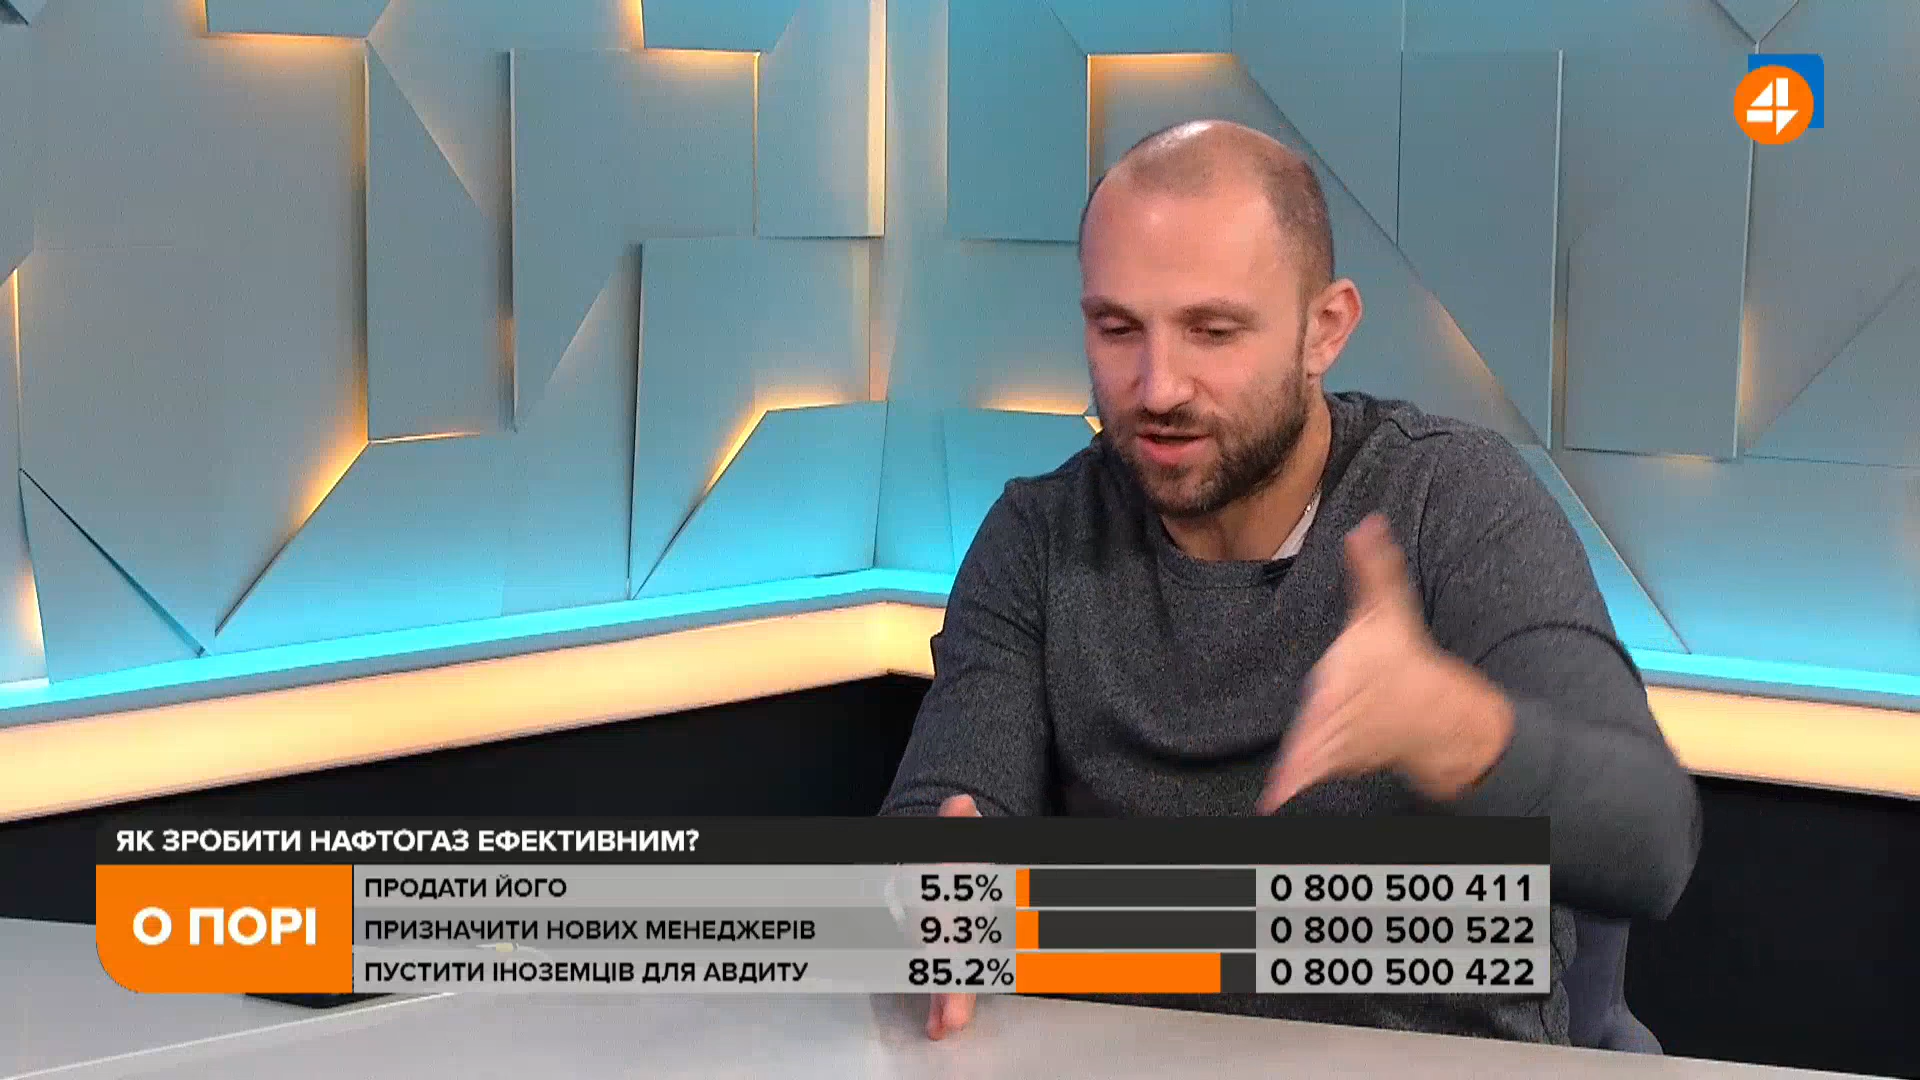 4
ЯК ЗРОБИТИ НАФТОГАЗ ЕФЕКТИВНИМ?
О ПОРІ
ПРОДАТИ ЙОГО 5.5% 0 800 500 411
ПРИЗНАЧИТИ НОВИХ МЕНЕДЖЕРІВ 9.3% 0 800 500 522
ПУСТИТИ ІНОЗЕМЦІВ ДЛЯ АВДИТУ 85.2% 0 800 500 422